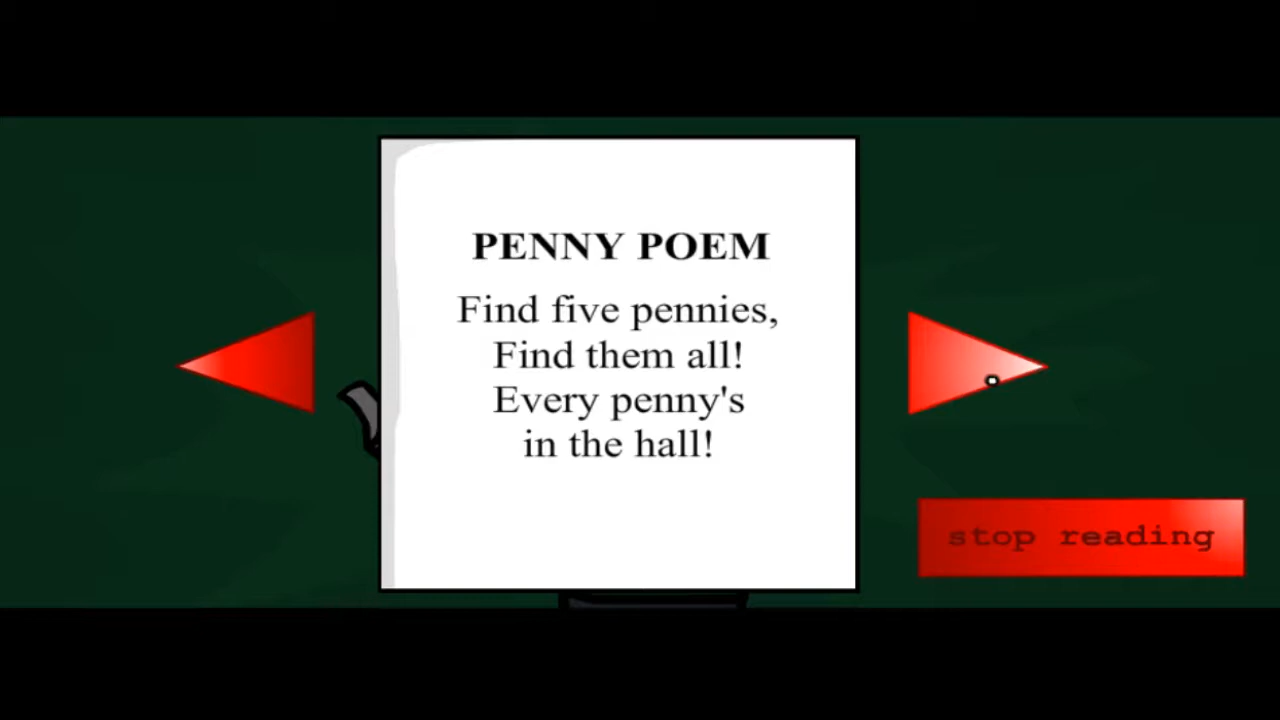 PENNY POEM
Find five pennies,
Find them all!
Every penny's
in the hall!
stop reading